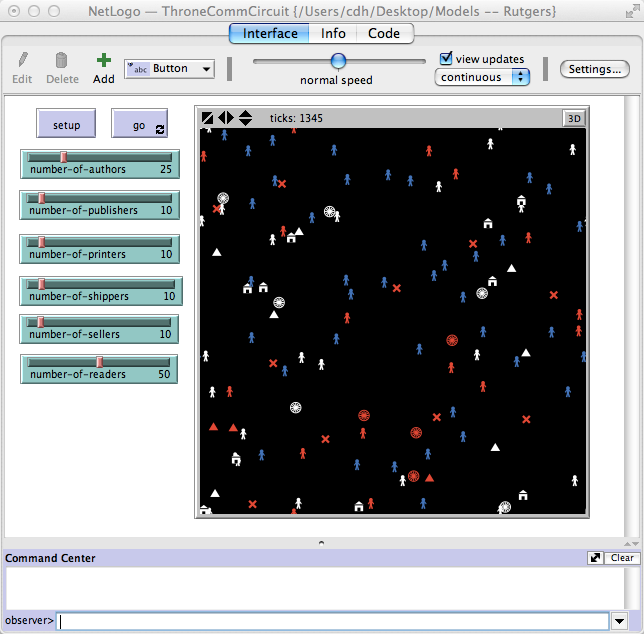 NetLogo — ThroneCommCircuit {/Users/cdh/Desktop/Models -- Rutgers}
Interface Info Code
Edit Delete Add abc Button normal speed view updates continuous Settings...
setup go
ticks: 1345 3D
number-of-authors 25
number-of-publishers 10
number-of-printers 10
number-of-shippers 10
number-of-sellers 10
number-of-readers 50
Command Center Clear
observer>